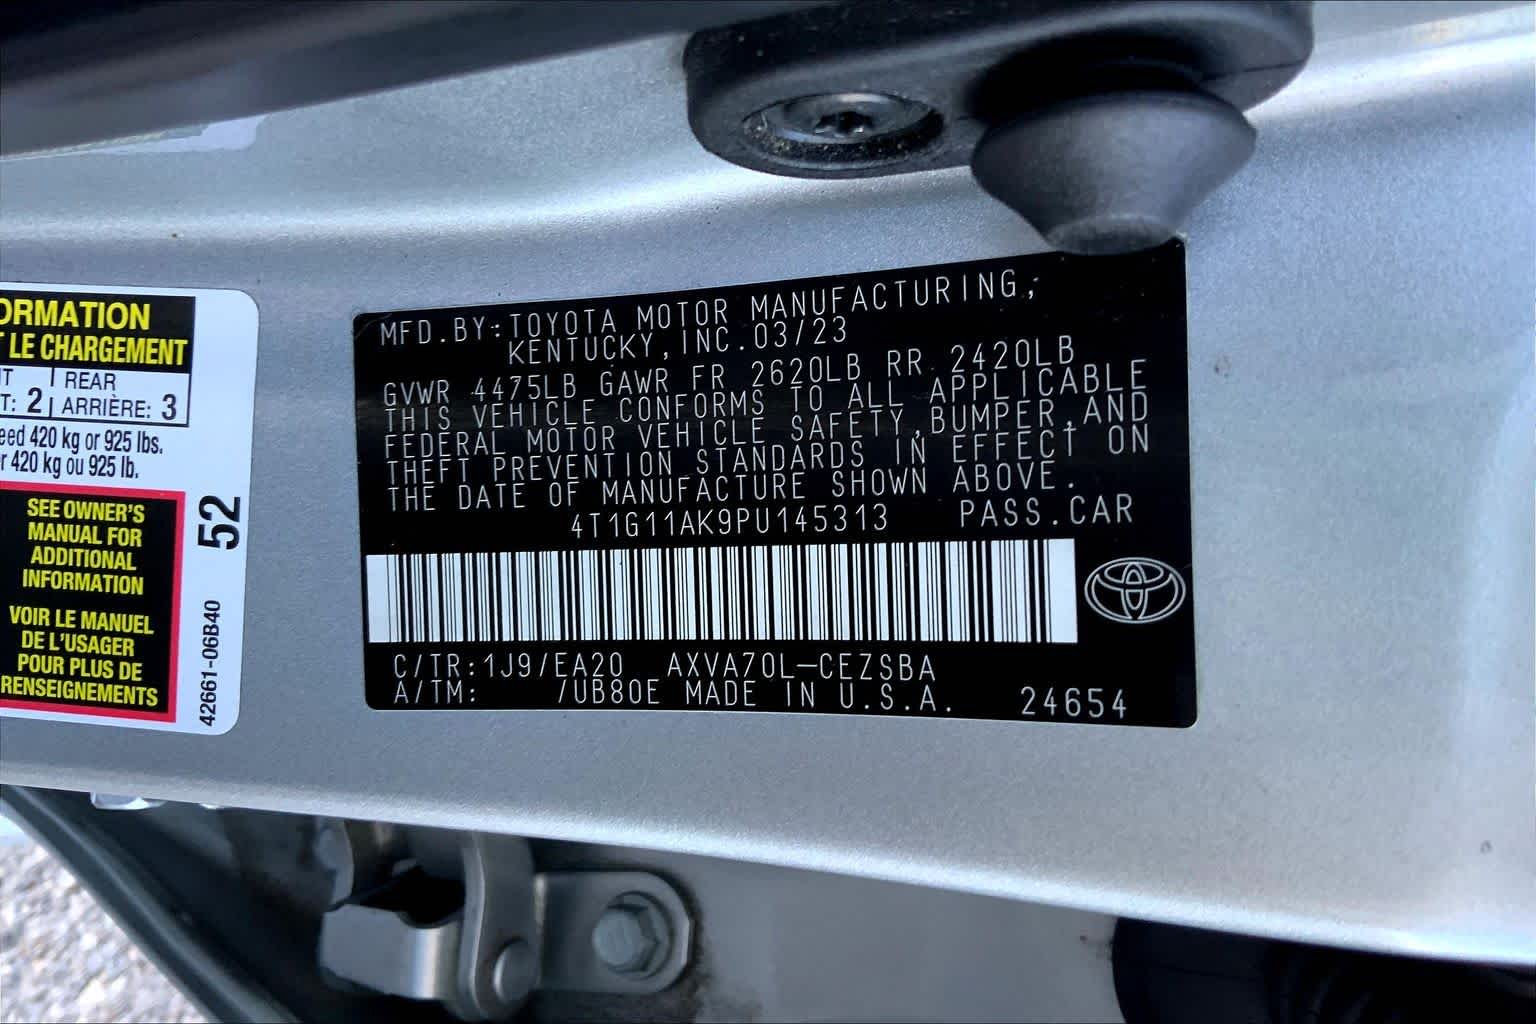 ORMATION
LE CHARGEMENT
REAR
T: 2 ARRIÈRE: 3
eed 420 kg or 925 lbs.
r 420 kg ou 925 lb.
SEE OWNER'S
MANUAL FOR
ADDITIONAL
INFORMATION
VOIR LE MANUEL
DE L'USAGER
POUR PLUS DE
RENSEIGNEMENTS
52
42661-06B40
MFD.BY: TOYOTA MOTOR MANUFACTURING,
KENTUCKY, INC. 03/23
GVWR 4475LB GAWR FR 2620LB RR 2420LB
THIS VEHICLE CONFORMS TO ALL APPLICABLE
FEDERAL MOTOR VEHICLE SAFETY, BUMPER, AND
THEFT PREVENTION STANDARDS IN EFFECT ON
THE DATE OF MANUFACTURE SHOWN ABOVE.
4T1G11AK9PU145313 PASS.CAR
C/TR: 1J9/EA20 AXVA70L-CEZSBA
A/TM: /UB80E MADE IN U.S.A. 24654